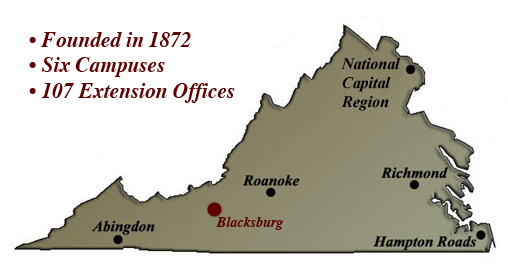 • Founded in 1872
• Six Campuses
• 107 Extension Offices
National
Capital
Region
Roanoke
Richmond
Blacksburg
Abingdon
Hampton Roads